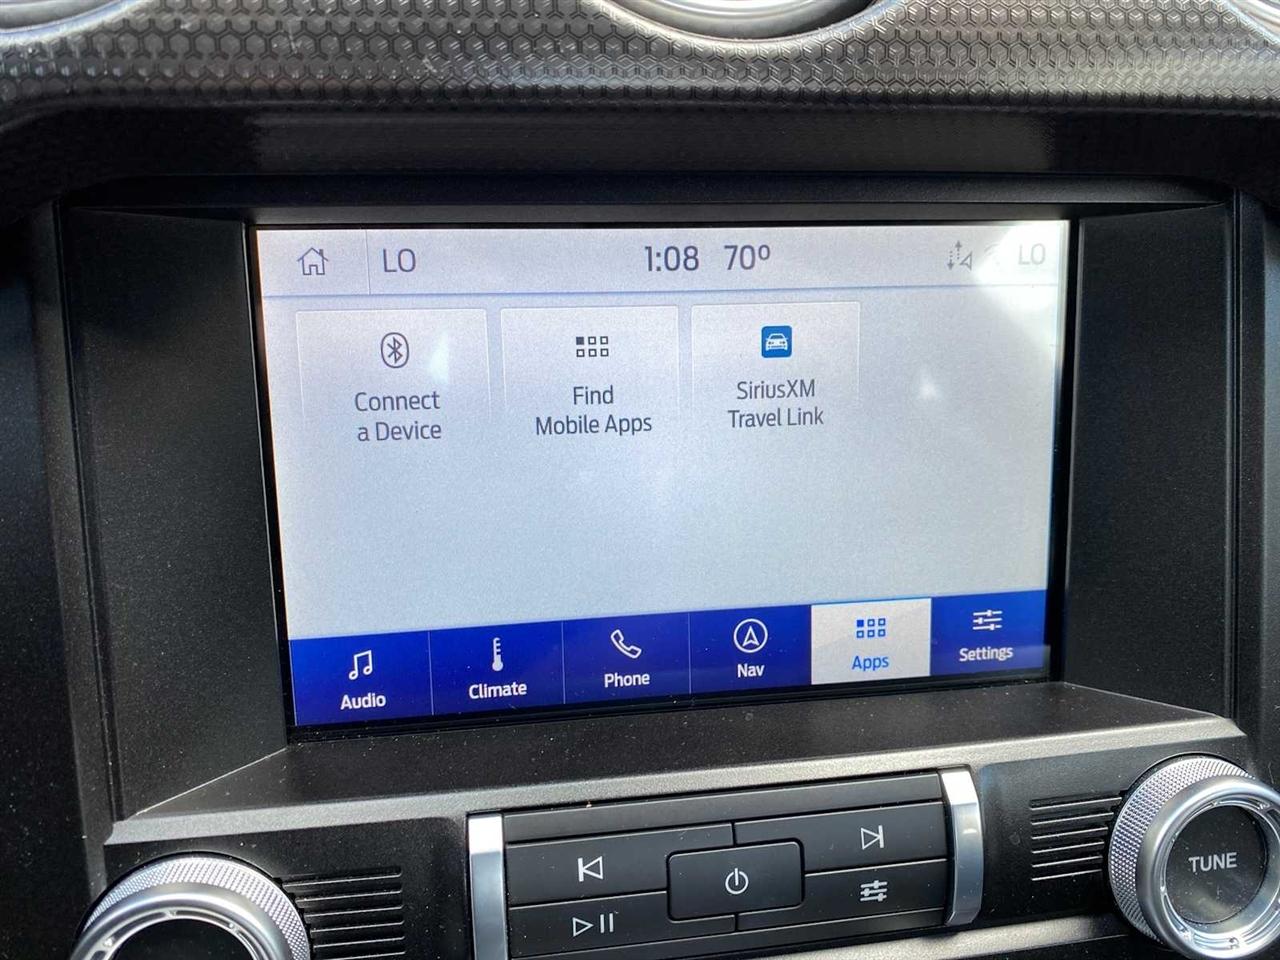 LO 1:08 70° LO
Connect
a Device
Find
Mobile Apps
SiriusXM
Travel Link
Audio
Climate
Phone
Nav
Apps
Settings
TUNE